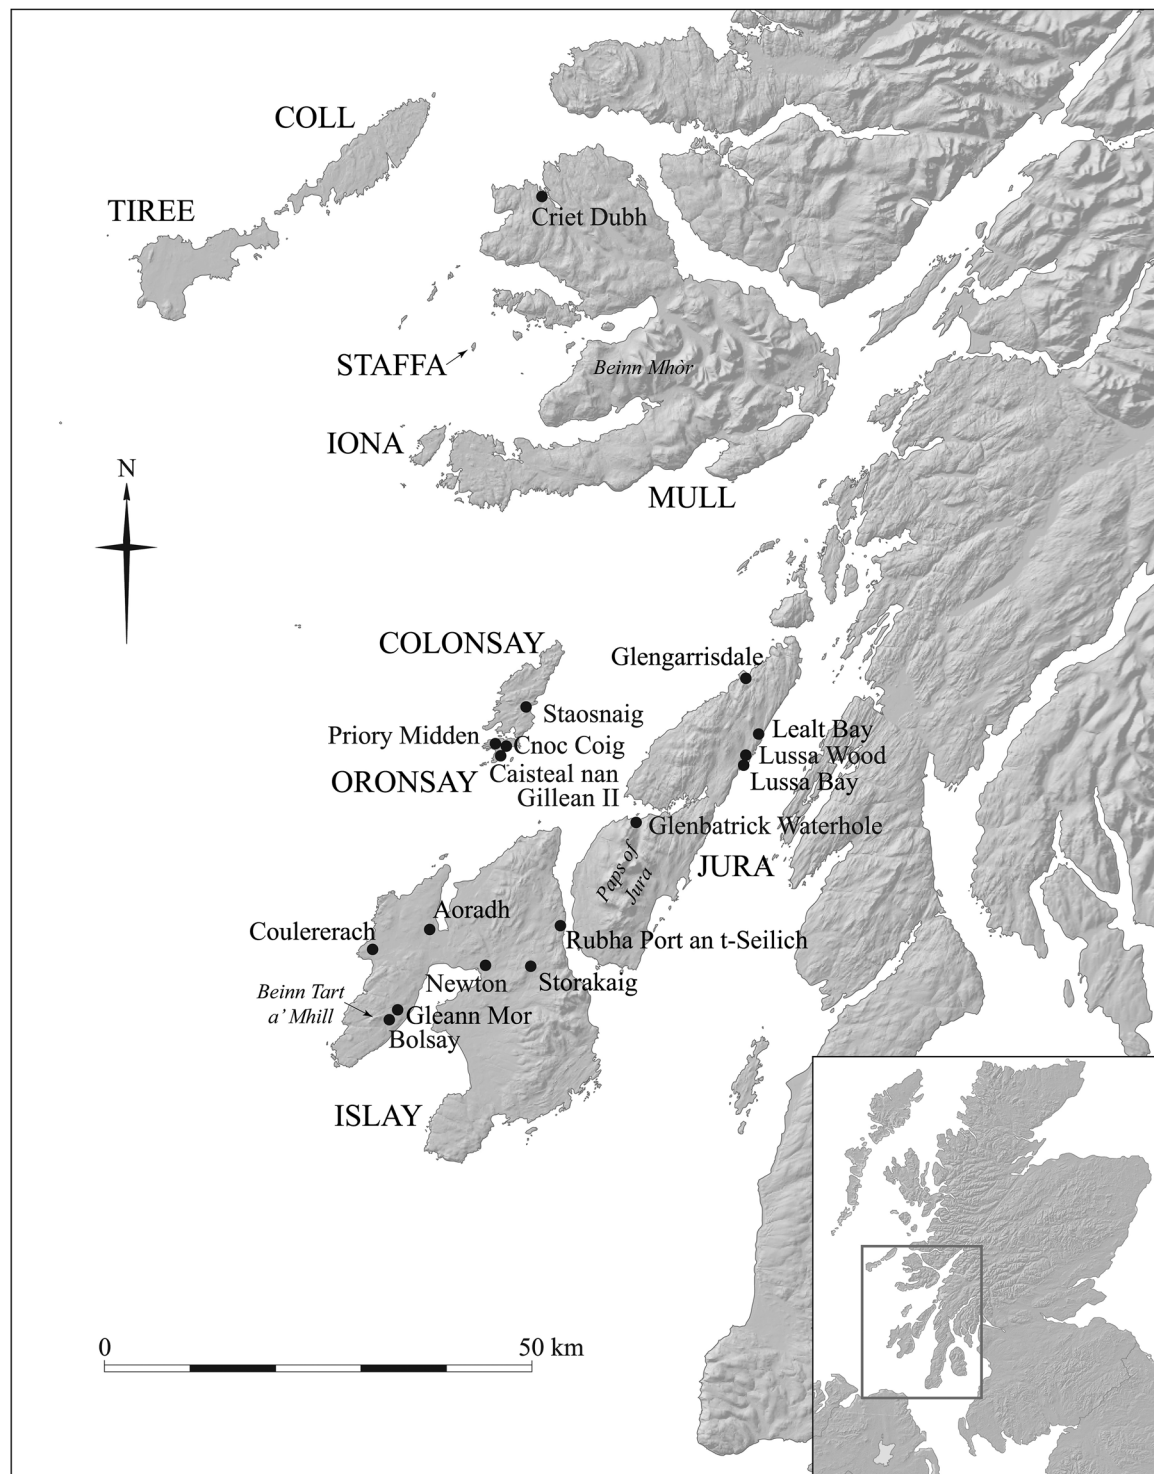 COLL
TIREE
Criet Dubh
STAFFA
Beinn Mhòr
IONA
MULL
N
COLONSAY
Glengarrisdale
Staosnaig
Priory Midden
Cnoc Coig
Lealt Bay
Lussa Wood
ORONSAY
Caisteal nan
Gillean II
Lussa Bay
Glenbatrick Waterhole
Paps of
Jura
JURA
Aoradh
Coulererach
Rubha Port an t-Seilich
Newton
Storakaig
Beinn Tart
a' Mhill
Gleann Mor
Bolsay
ISLAY
0
50 km